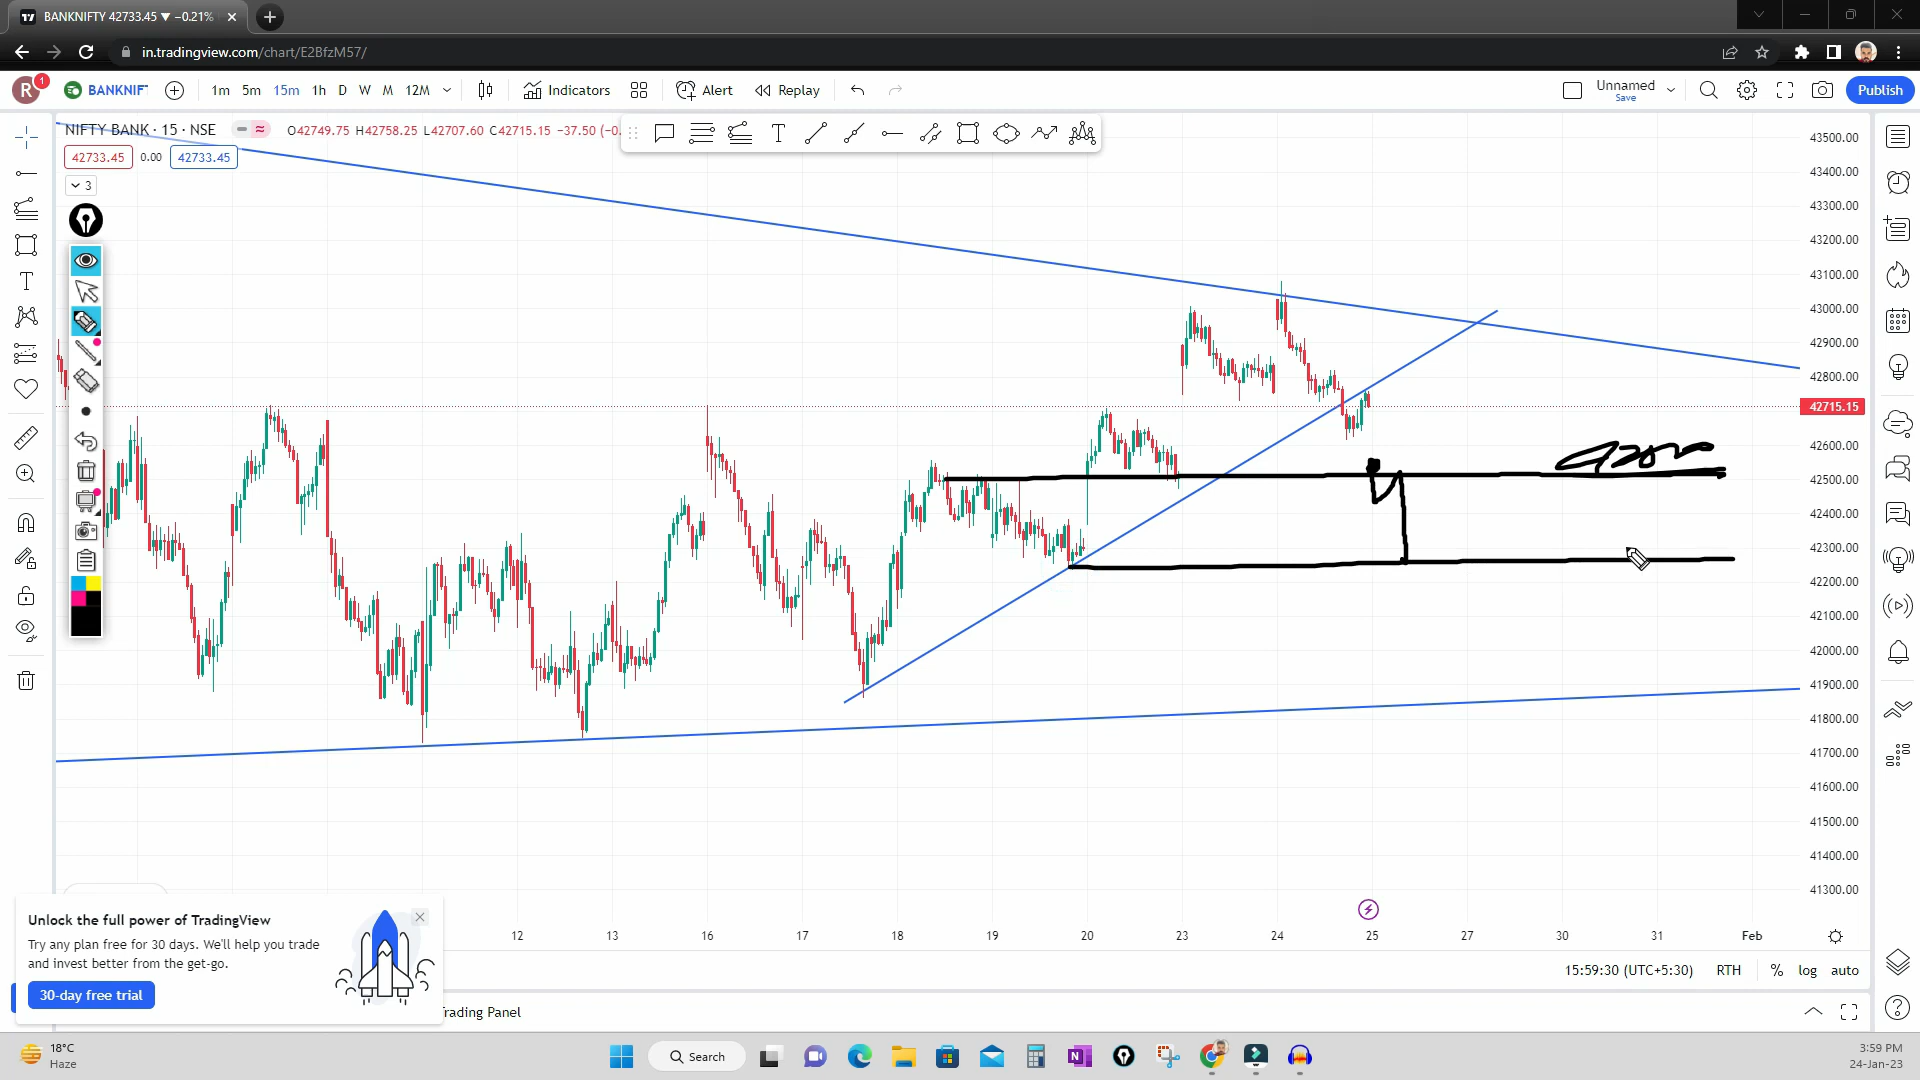 BANKNIFTY 42733.45 ▼ −0.21%
in.tradingview.com/chart/E2BfzM57/
R 1 BANKNIF 1m 5m 15m 1h D W M 12M Indicators Alert Replay Unnamed Save Publish
NIFTY BANK · 15 · NSE O42749.75 H42758.25 L42707.60 C42715.15 −37.50
42733.45 0.00 42733.45
3
43500.00
43400.00
43300.00
43200.00
43100.00
43000.00
42900.00
42800.00
42715.15
42600.00
42500.00
42400.00
42300.00
42200.00
42100.00
42000.00
41900.00
41800.00
41700.00
41600.00
41500.00
41400.00
41300.00
12 13 16 17 18 19 20 23 24 25 27 30 31 Feb
15:59:30 (UTC+5:30) RTH % log auto
Unlock the full power of TradingView
Try any plan free for 30 days. We'll help you trade
and invest better from the get-go.
30-day free trial
Trading Panel
18°C
Haze
Search
3:59 PM
24-Jan-23